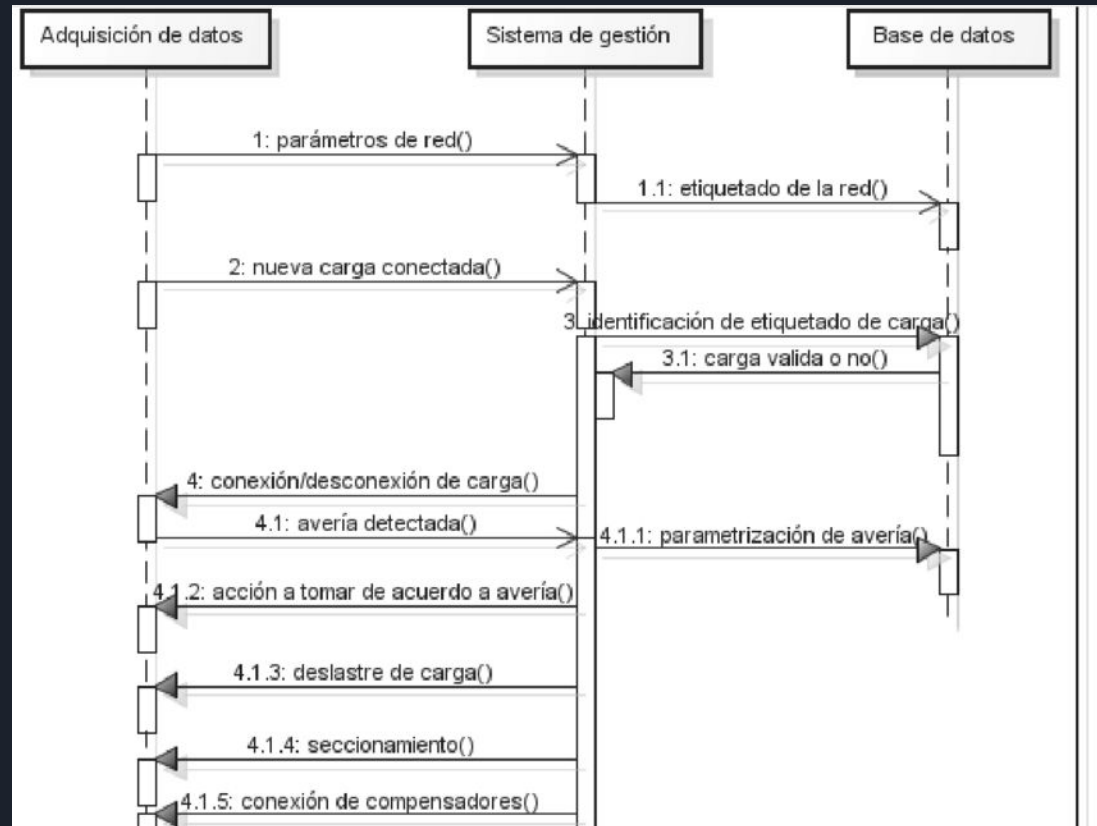 Adquisición de datos
Sistema de gestión
Base de datos
1: parámetros de red()
1.1: etiquetado de la red()
2: nueva carga conectada()
3: identificación de etiquetado de carga()
3.1: carga valida o no()
4: conexión/desconexión de carga()
4.1: avería detectada()
4.1.1: parametrización de avería()
4.1.2: acción a tomar de acuerdo a avería()
4.1.3: deslastre de carga()
4.1.4: seccionamiento()
4.1.5: conexión de compensadores()